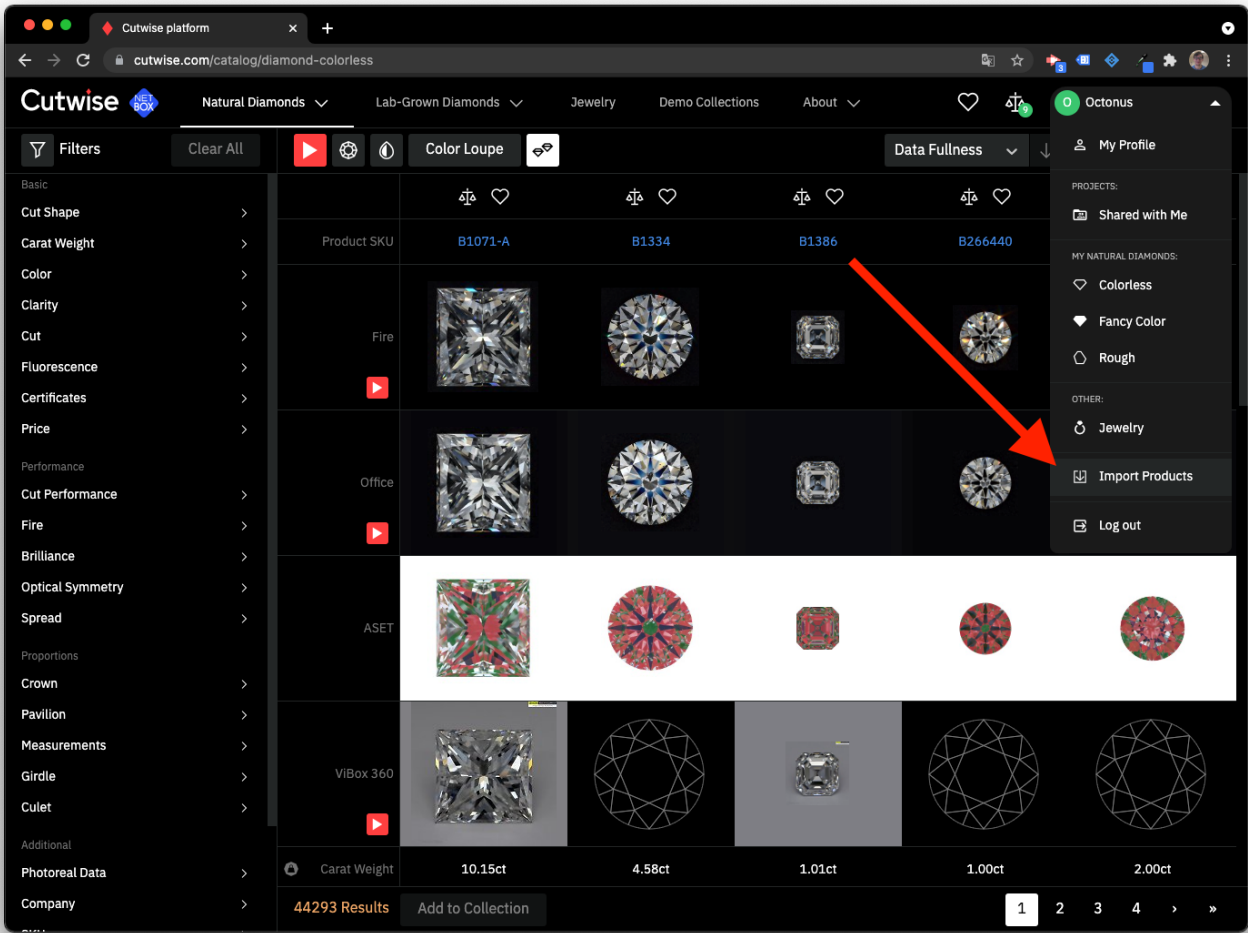 Cutwise platform
cutwise.com/catalog/diamond-colorless
3
Cutwise NET BOX
Natural Diamonds
Lab-Grown Diamonds
Jewelry
Demo Collections
About
9
O Octonus
Filters
Clear All
Color Loupe
Data Fullness
My Profile
PROJECTS:
Shared with Me
MY NATURAL DIAMONDS:
Colorless
Fancy Color
Rough
OTHER:
Jewelry
Import Products
Log out
Basic
Cut Shape
Carat Weight
Color
Clarity
Cut
Fluorescence
Certificates
Price
Performance
Cut Performance
Fire
Brilliance
Optical Symmetry
Spread
Proportions
Crown
Pavilion
Measurements
Girdle
Culet
Additional
Photoreal Data
Company
Product SKU B1071-A B1334 B1386 B266440
Fire
Office
ASET
ViBox 360
Carat Weight 10.15ct 4.58ct 1.01ct 1.00ct 2.00ct
44293 Results Add to Collection 1 2 3 4 › »